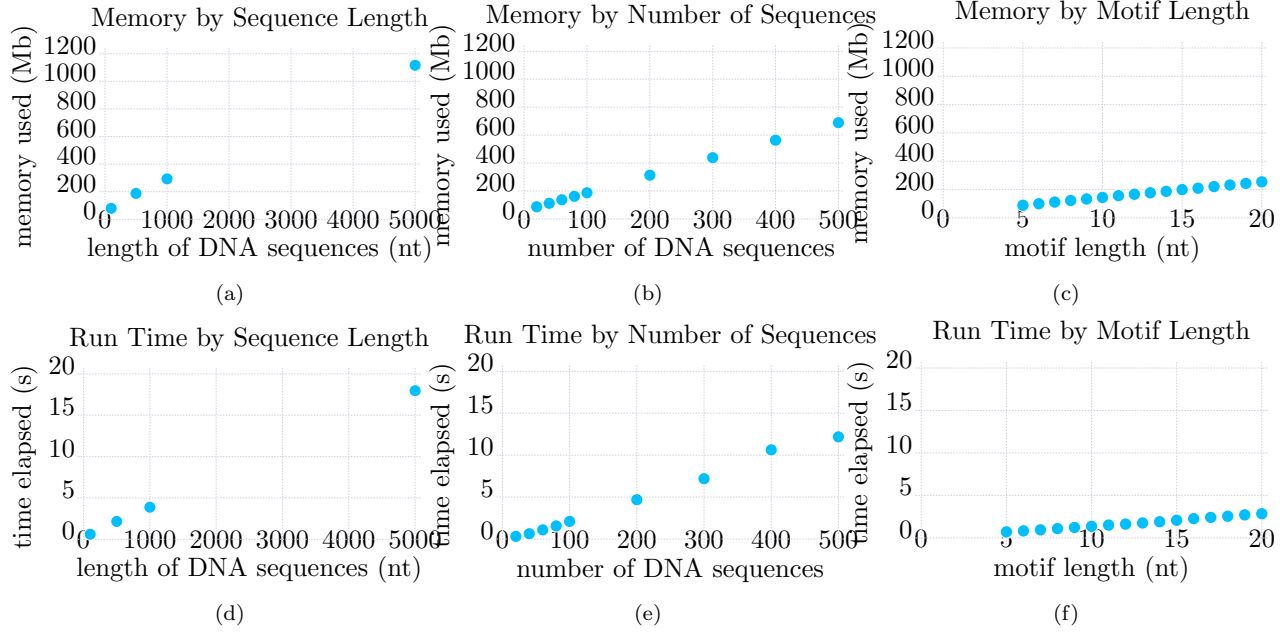 Memory by Sequence Length
memory used (Mb)
1200
1000
800
600
400
200
0
0 1000 2000 3000 4000 5000
length of DNA sequences (nt)
(a)
Memory by Number of Sequences
memory used (Mb)
1200
1000
800
600
400
200
0
0 100 200 300 400 500
number of DNA sequences
(b)
Memory by Motif Length
memory used (Mb)
1200
1000
800
600
400
200
0
0 5 10 15 20
motif length (nt)
(c)
Run Time by Sequence Length
time elapsed (s)
20
15
10
5
0
0 1000 2000 3000 4000 5000
length of DNA sequences (nt)
(d)
Run Time by Number of Sequences
time elapsed (s)
20
15
10
5
0
0 100 200 300 400 500
number of DNA sequences
(e)
Run Time by Motif Length
time elapsed (s)
20
15
10
5
0
0 5 10 15 20
motif length (nt)
(f)